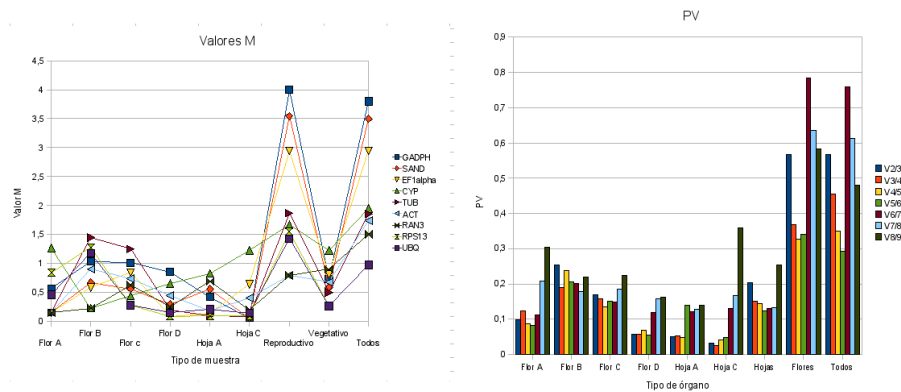 Valores M
4,5
4
3,5
3
2,5
2
1,5
1
0,5
0
Valor M
Flor A
Flor B
Flor c
Flor D
Hoja A
Hoja C
Reproductivo
Vegetativo
Todos
Tipo de muestra
GADPH
SAND
EF1alpha
CYP
TUB
ACT
RAN3
RPS13
UBQ
PV
0,9
0,8
0,7
0,6
0,5
0,4
0,3
0,2
0,1
0
PV
Flor A
Flor B
Flor C
Flor D
Hoja A
Hoja C
Hojas
Flores
Todos
Tipo de órgano
V2/3
V3/4
V4/5
V5/6
V6/7
V7/8
V8/9